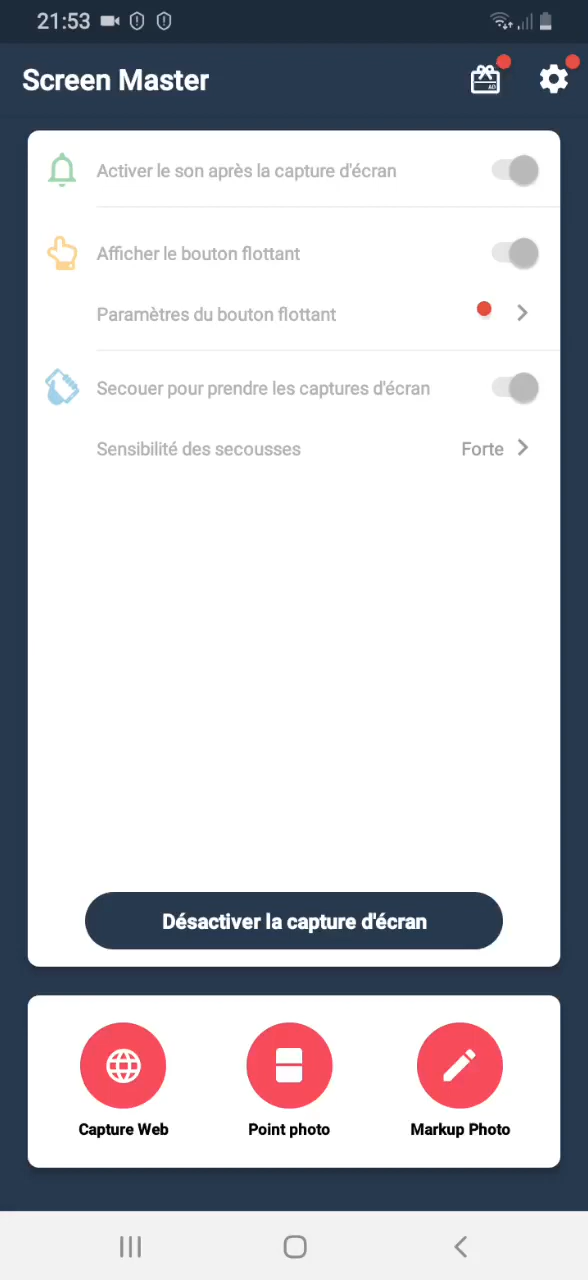 21:53
Screen Master
AD
Activer le son après la capture d'écran
Afficher le bouton flottant
Paramètres du bouton flottant
Secouer pour prendre les captures d'écran
Sensibilité des secousses Forte
Désactiver la capture d'écran
Capture Web Point photo Markup Photo